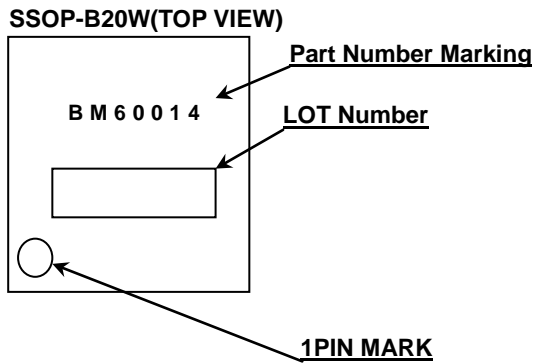 SSOP-B20W(TOP VIEW)
Part Number Marking
BM60014
LOT Number
1PIN MARK